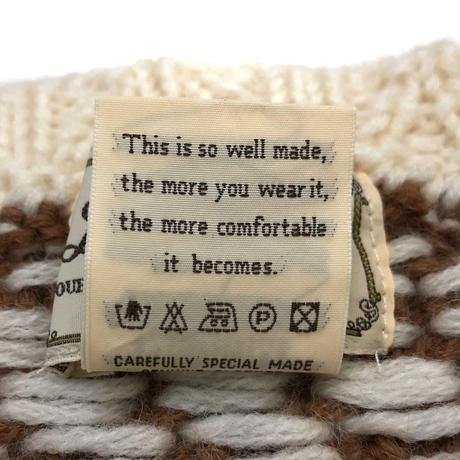 This is so well made,
the more you wear it,
the more comfortable
it becomes.
P
CAREFULLY SPECIAL MADE